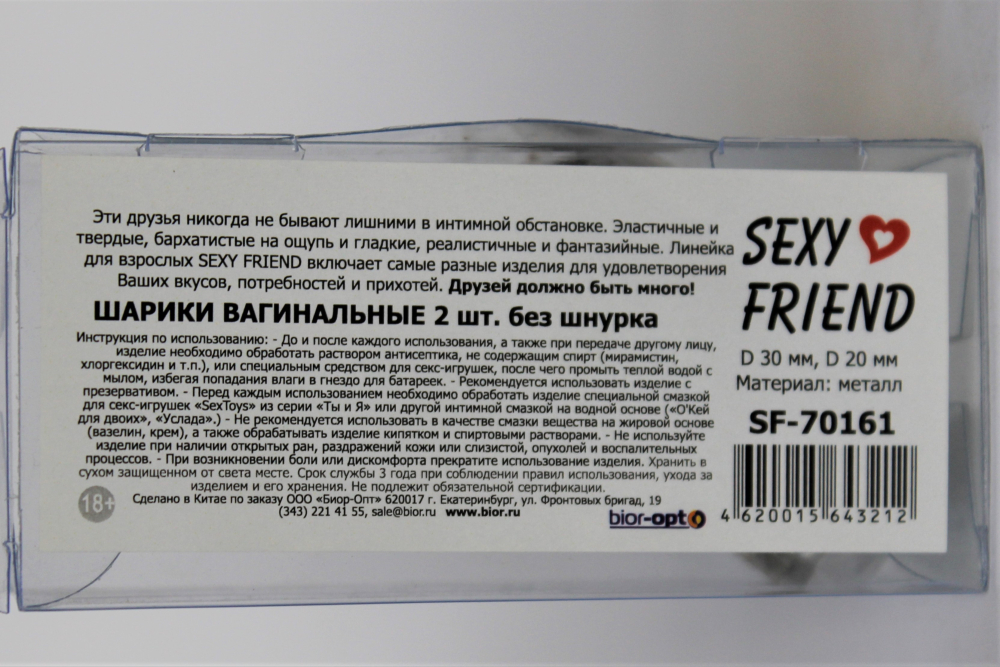 Эти друзья никогда не бывают лишними в интимной обстановке. Эластичные и
твердые, бархатистые на ощупь и гладкие, реалистичные и фантазийные. Линейка
для взрослых SEXY FRIEND включает самые разные изделия для удовлетворения
Ваших вкусов, потребностей и прихотей. Друзей должно быть много!
ШАРИКИ ВАГИНАЛЬНЫЕ 2 шт. без шнурка
Инструкция по использованию: - До и после каждого использования, а также при передаче другому лицу,
изделие необходимо обработать раствором антисептика, не содержащим спирт (мирамистин,
хлоргексидин и т.п.), или специальным средством для секс-игрушек, после чего промыть теплой водой с
мылом, избегая попадания влаги в гнездо для батареек. - Рекомендуется использовать изделие с
презервативом. - Перед каждым использованием необходимо обработать изделие специальной смазкой
для секс-игрушек «SexToys» из серии «Ты и Я» или другой интимной смазкой на водной основе («О'Кей
для двоих», «Услада».) - Не рекомендуется использовать в качестве смазки вещества на жировой основе
(вазелин, крем), а также обрабатывать изделие кипятком и спиртовыми растворами. - Не используйте
изделие при наличии открытых ран, раздражений кожи или слизистой, опухолей и воспалительных
процессов. - При возникновении боли или дискомфорта прекратите использование изделия. Хранить в
сухом защищенном от света месте. Срок службы 3 года при соблюдении правил использования, ухода за
изделием и его хранения. Не подлежит обязательной сертификации.
18+
Сделано в Китае по заказу ООО «Биор-Опт» 620017 г. Екатеринбург, ул. Фронтовых бригад, 19
(343) 221 41 55, sale@bior.ru www.bior.ru
bior-opt
SEXY
FRIEND
D 30 мм, D 20 мм
Материал: металл
SF-70161
4 620015 643212